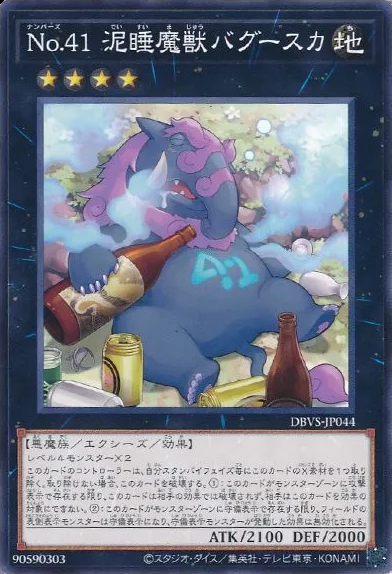 No.41 泥睡魔獣バグースカ 地
ナンバーズ でい すい ま じゅう
41
DBVS-JP044
【悪魔族／エクシーズ／効果】
レベル4モンスター×2
このカードのコントローラーは、自分スタンバイフェイズ毎にこのカードのX素材を1つ取
り除く。取り除けない場合、このカードを破壊する。①：このカードがモンスターゾーンに攻撃
表示で存在する限り、このカードは相手の効果では破壊されず、相手はこのカードを効果の
対象にできない。②：このカードがモンスターゾーンに守備表示で存在する限り、フィールドの
表側表示モンスターは守備表示になり、守備表示モンスターが発動した効果は無効化される。
ATK/2100 DEF/2000
90590303 ©スタジオ・ダイス／集英社・テレビ東京・KONAMI